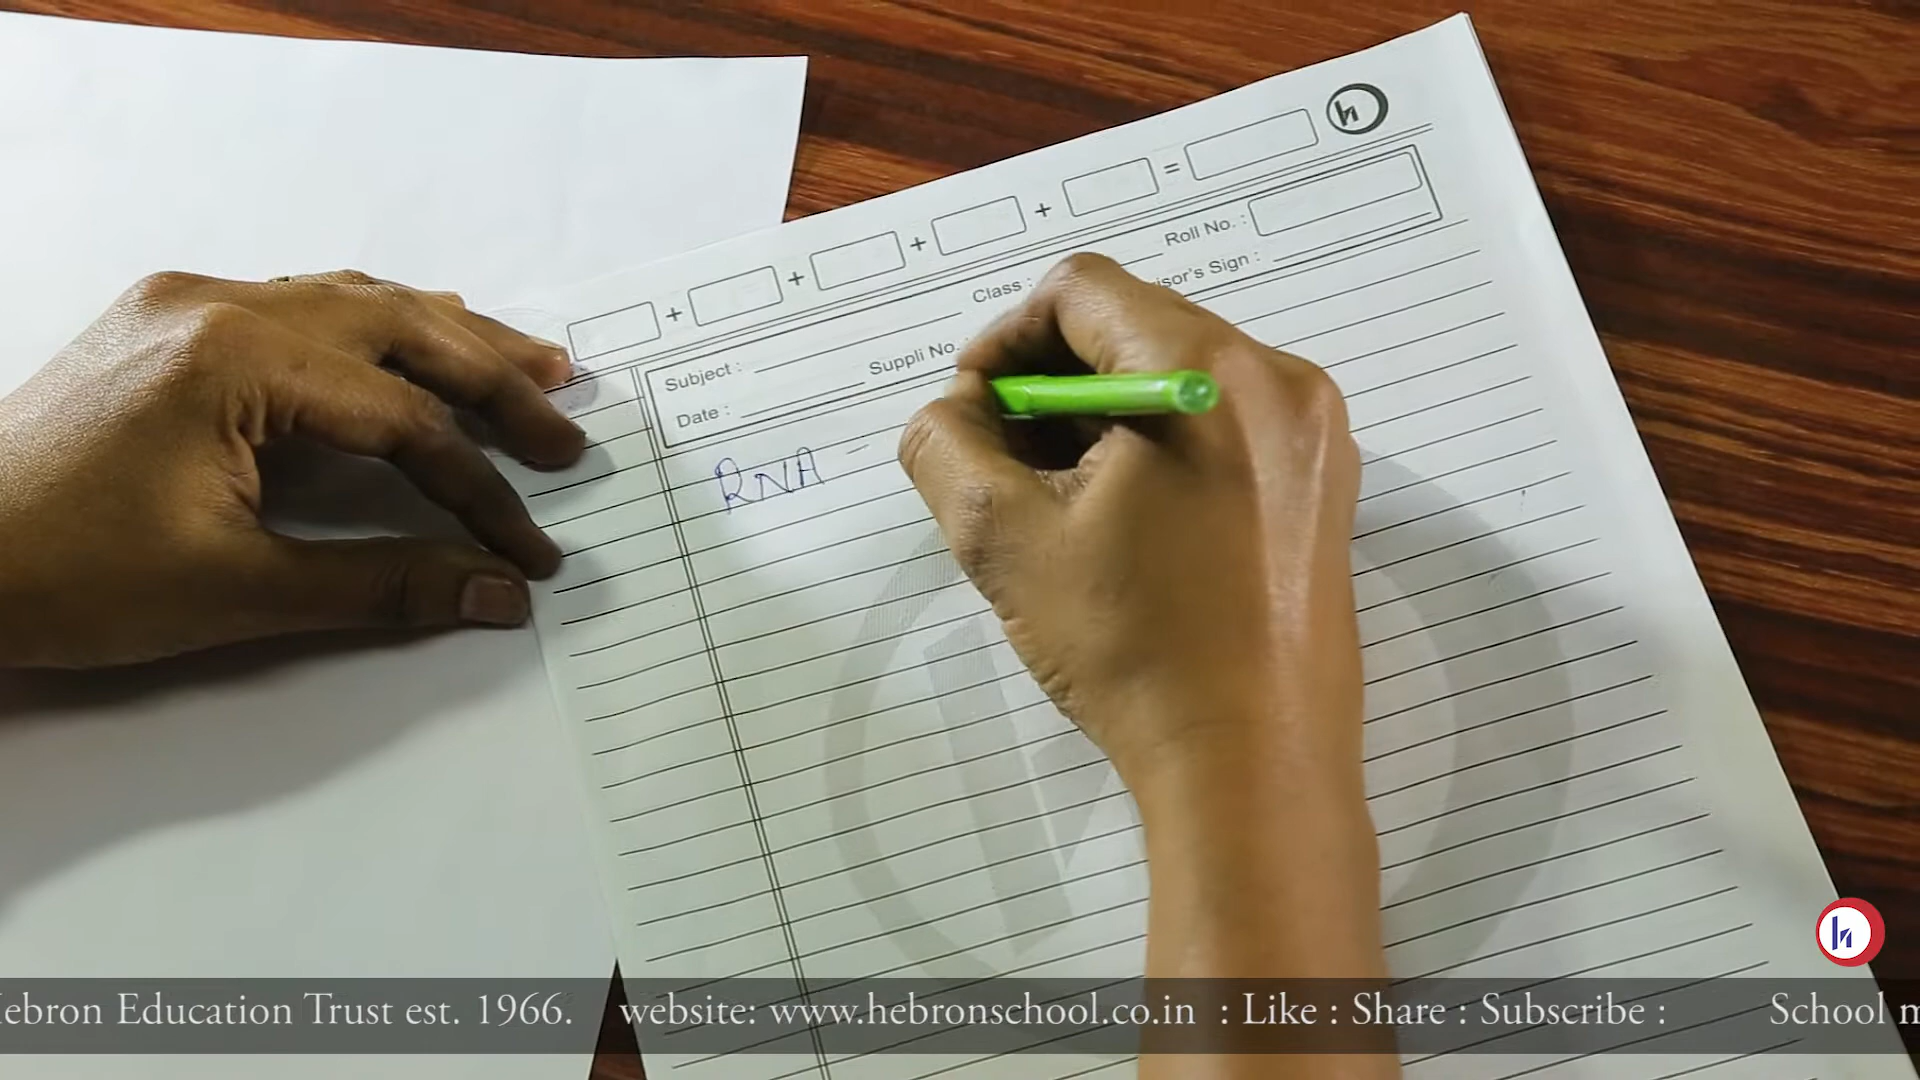 + + + + =
Subject : Class : Roll No. :
Date : Suppli No. : isor's Sign :
RNA –
ebron Education Trust est. 1966. website: www.hebronschool.co.in : Like : Share : Subscribe : School m